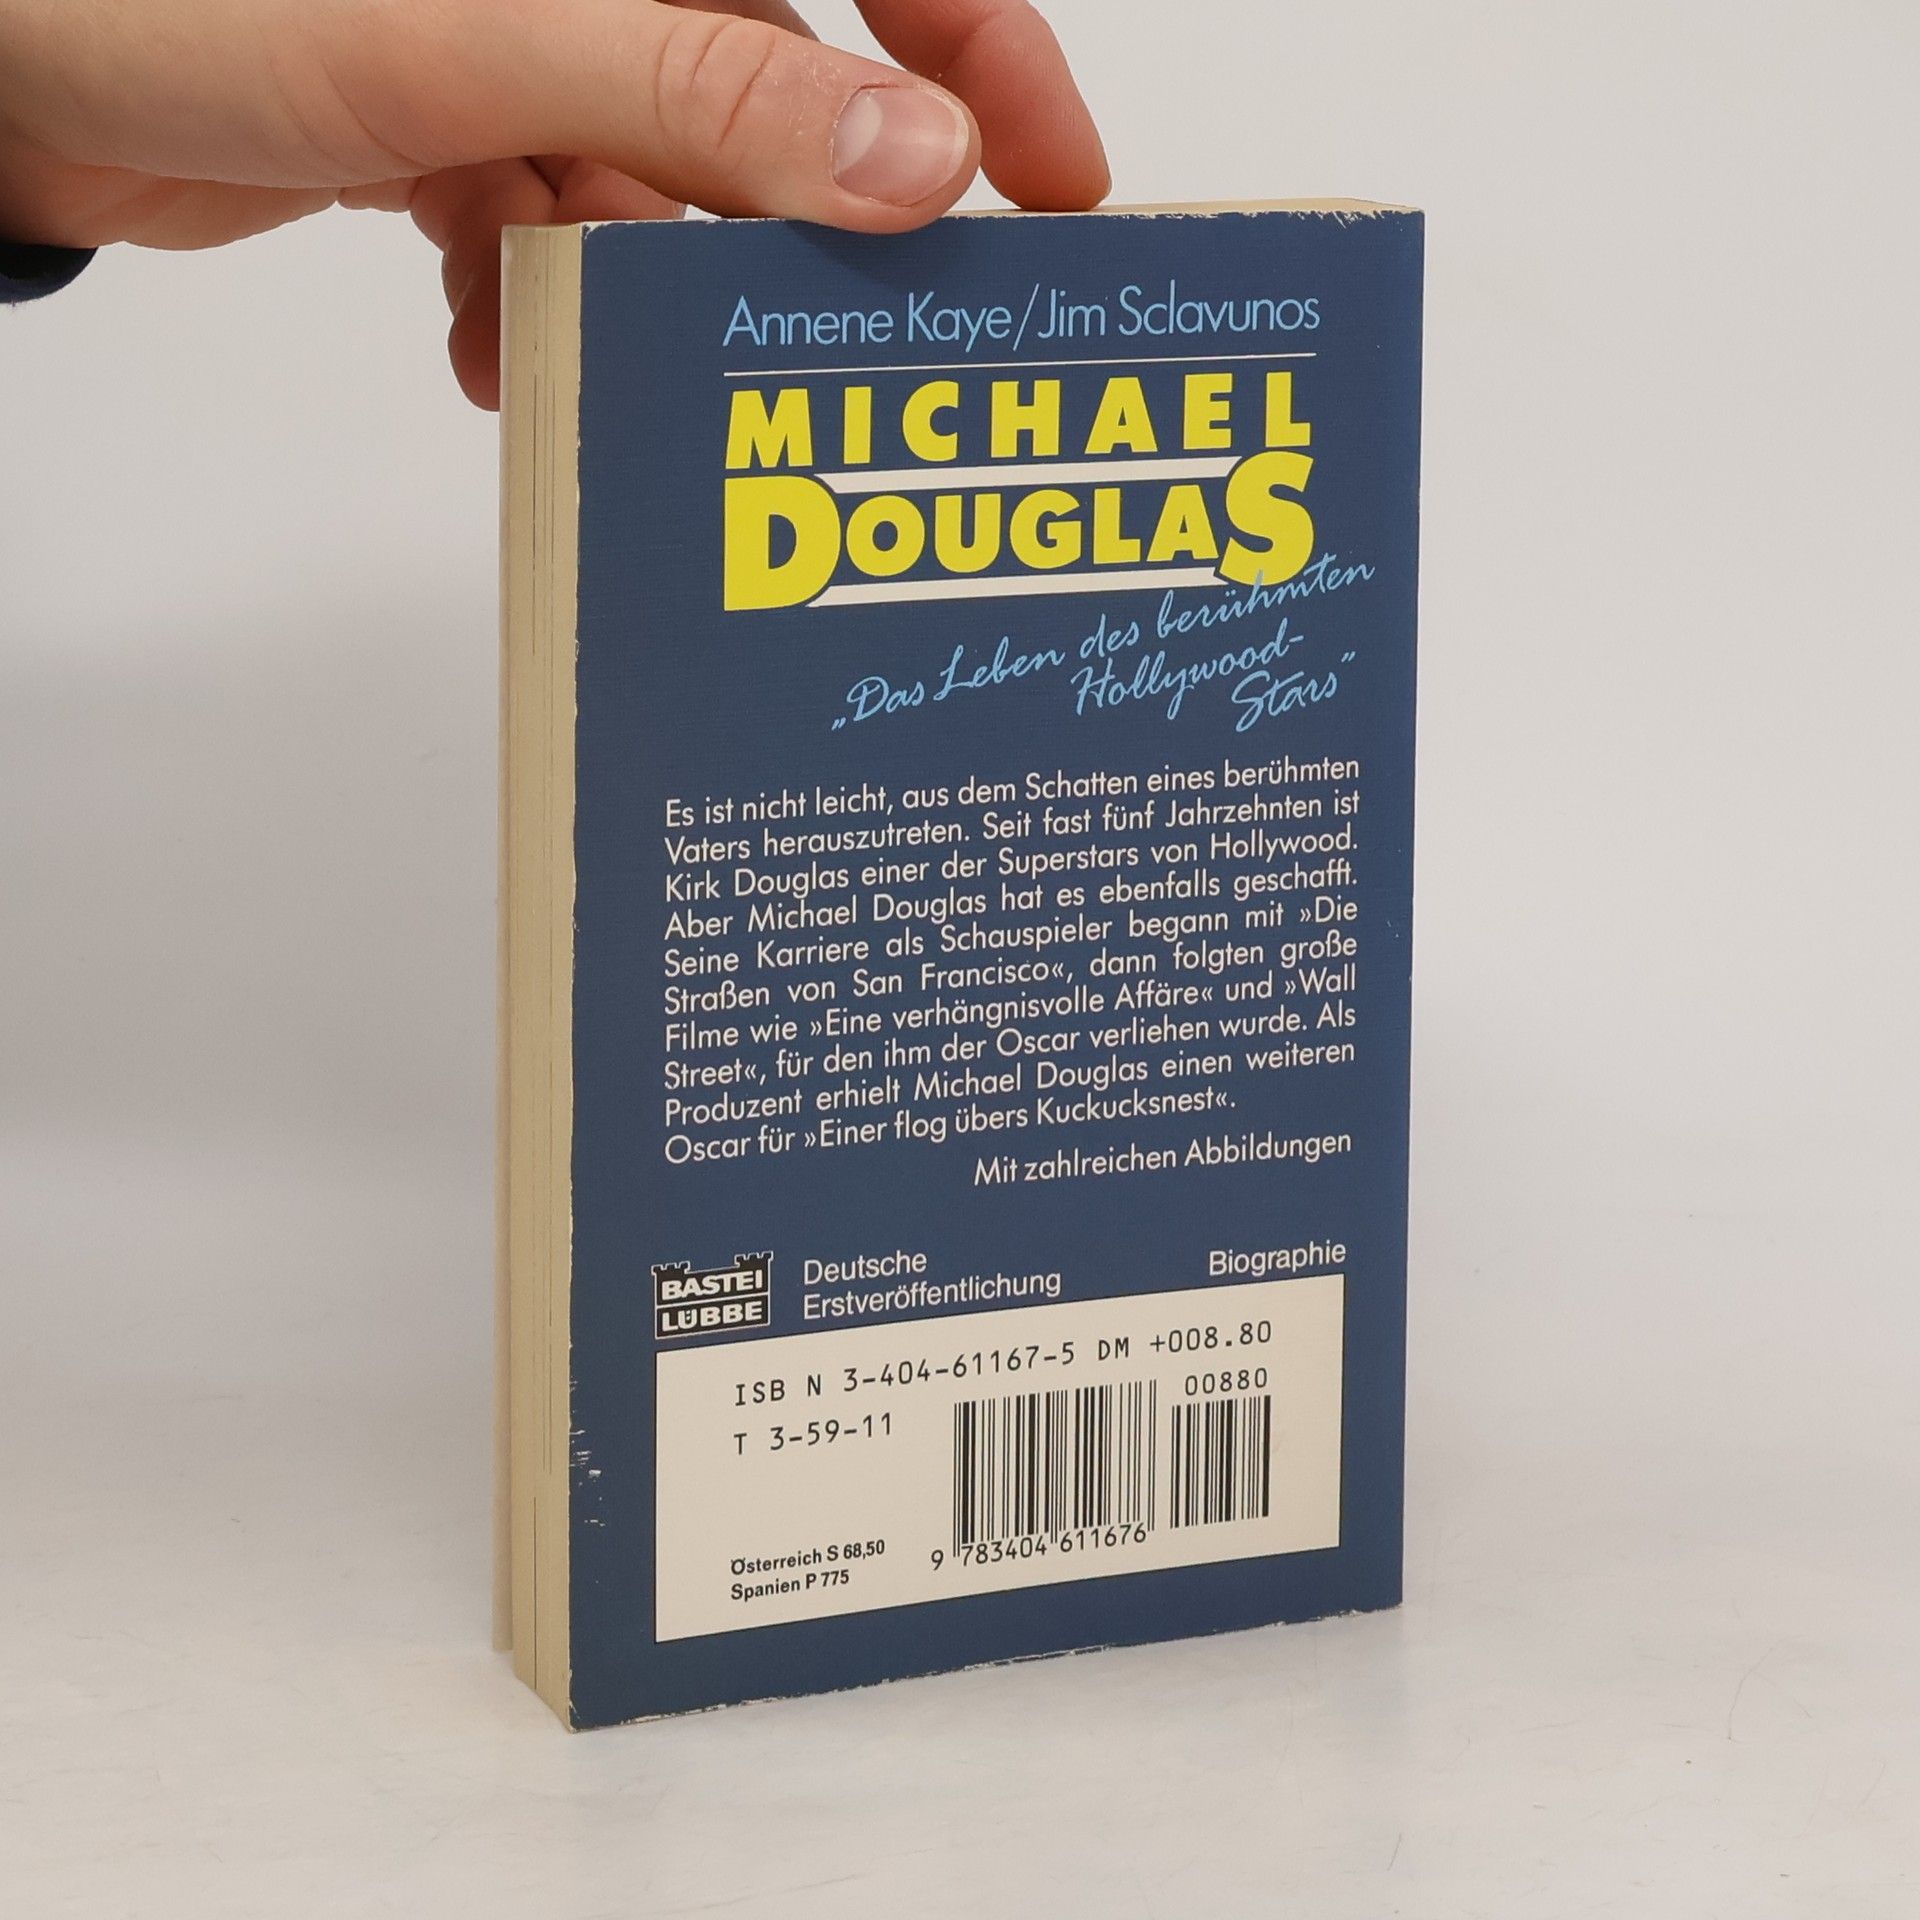 Annene Kaye/Jim Sclavunos
MICHAEL
DOUGLAS
„Das Leben des berühmten
Hollywood-
Stars”
Es ist nicht leicht, aus dem Schatten eines berühmten
Vaters herauszutreten. Seit fast fünf Jahrzehnten ist
Kirk Douglas einer der Superstars von Hollywood.
Aber Michael Douglas hat es ebenfalls geschafft.
Seine Karriere als Schauspieler begann mit »Die
Straßen von San Francisco«, dann folgten große
Filme wie »Eine verhängnisvolle Affäre« und »Wall
Street«, für den ihm der Oscar verliehen wurde. Als
Produzent erhielt Michael Douglas einen weiteren
Oscar für »Einer flog übers Kuckucksnest«.
Mit zahlreichen Abbildungen
BASTEI
LÜBBE
Deutsche
Erstveröffentlichung
Biographie
ISB N 3-404-61167-5 DM +008.80
00880
T 3-59-11
Österreich S 68,50
Spanien P 775
9 783404 611676